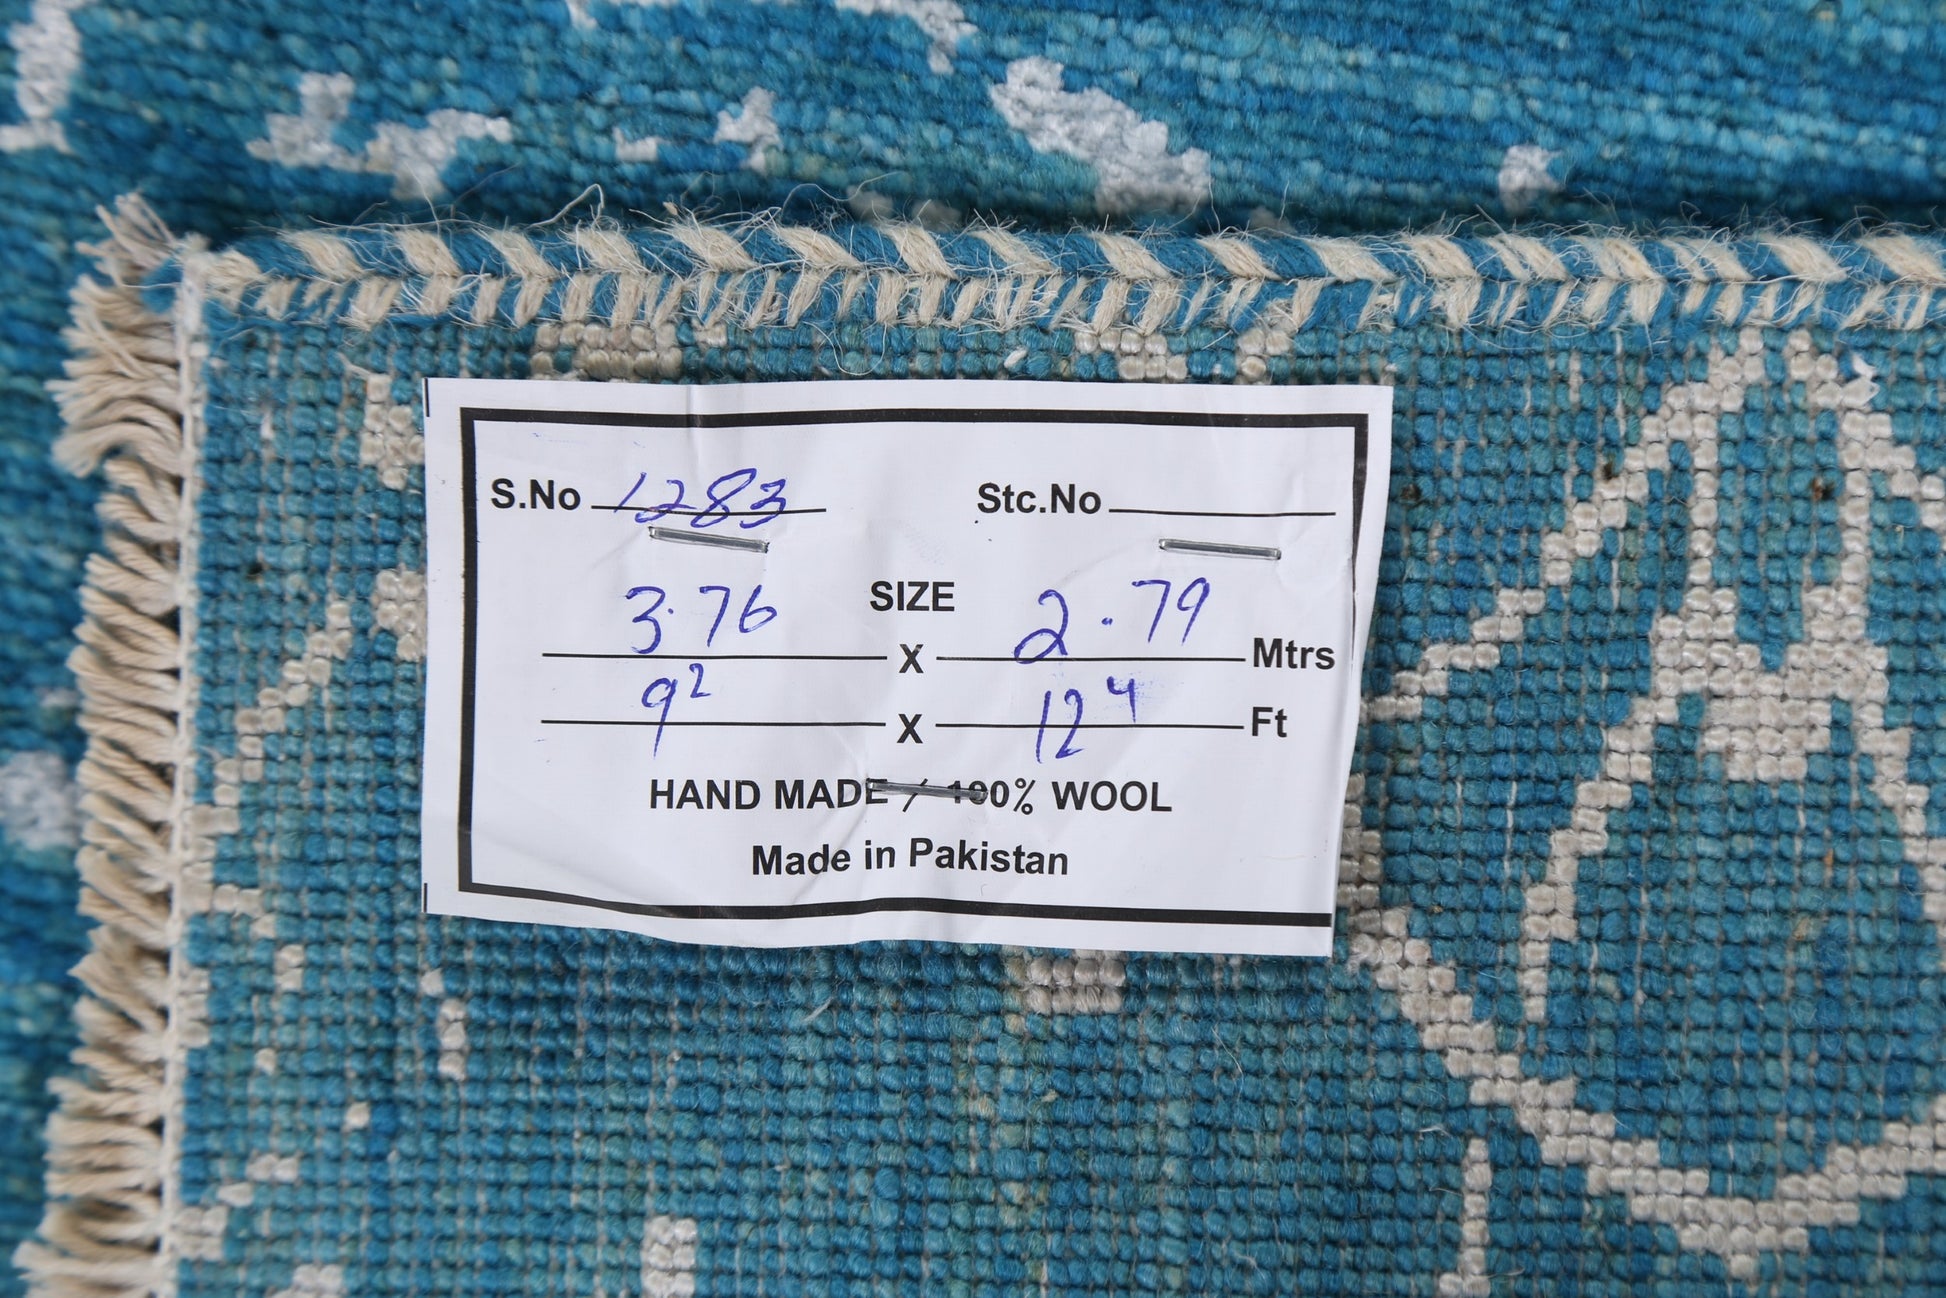 S.No 1283 Stc.No
SIZE
3.76 X 2.79 Mtrs
9² X 12⁴ Ft
HAND MADE / 100% WOOL
Made in Pakistan